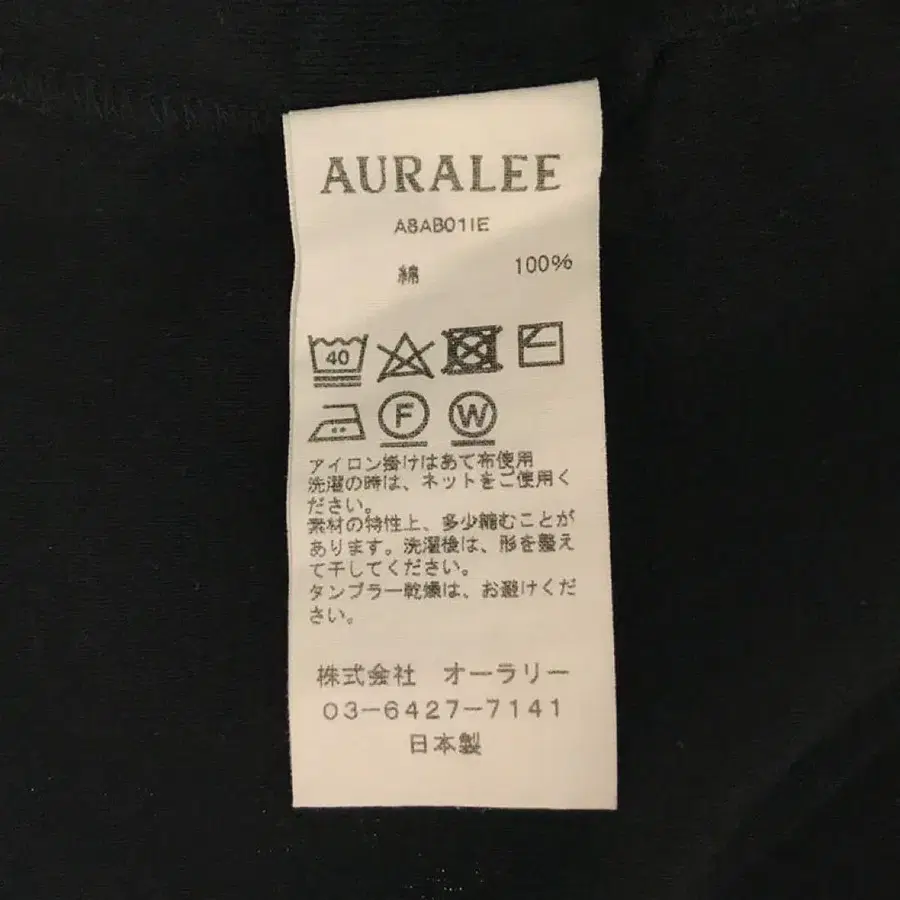 AURALEE
A8AB01IE
綿 100%
40
F W
アイロン掛けはあて布使用
洗濯の時は、ネットをご使用く
ださい。
素材の特性上、多少縮むことが
あります。洗濯後は、形を整え
て干してください。
タンブラー乾燥は、お避けくだ
さい。
株式会社 オーラリー
03-6427-7141
日本製